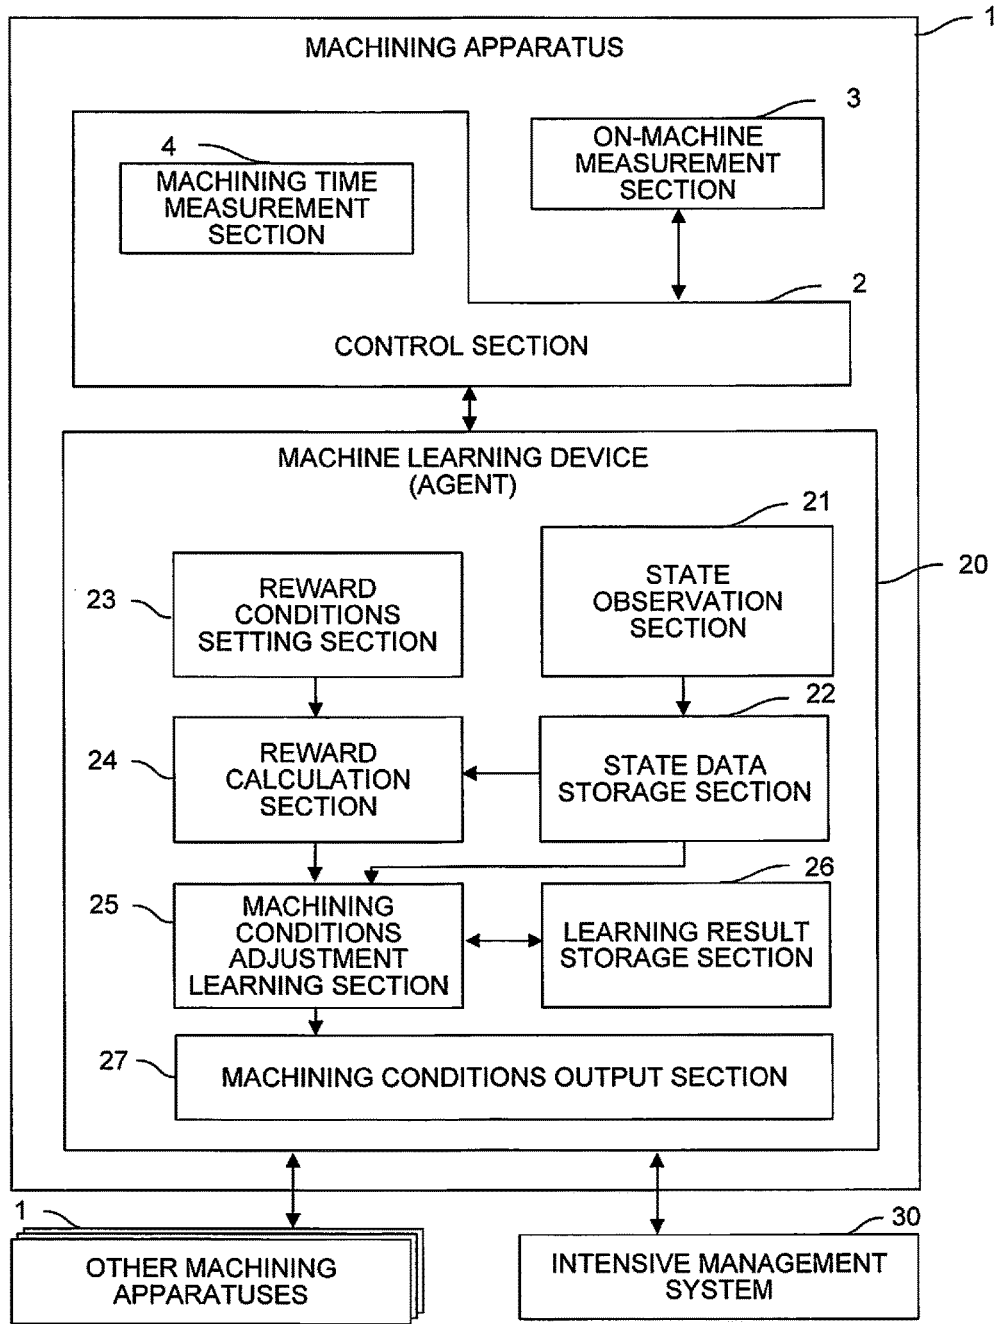 1
MACHINING APPARATUS
3
ON-MACHINE
MEASUREMENT
SECTION
4
MACHINING TIME
MEASUREMENT
SECTION
2
CONTROL SECTION
MACHINE LEARNING DEVICE
(AGENT)
21
STATE
OBSERVATION
SECTION
20
23
REWARD
CONDITIONS
SETTING SECTION
22
STATE DATA
STORAGE SECTION
24
REWARD
CALCULATION
SECTION
26
LEARNING RESULT
STORAGE SECTION
25
MACHINING
CONDITIONS
ADJUSTMENT
LEARNING SECTION
27
MACHINING CONDITIONS OUTPUT SECTION
1
OTHER MACHINING
APPARATUSES
30
INTENSIVE MANAGEMENT
SYSTEM